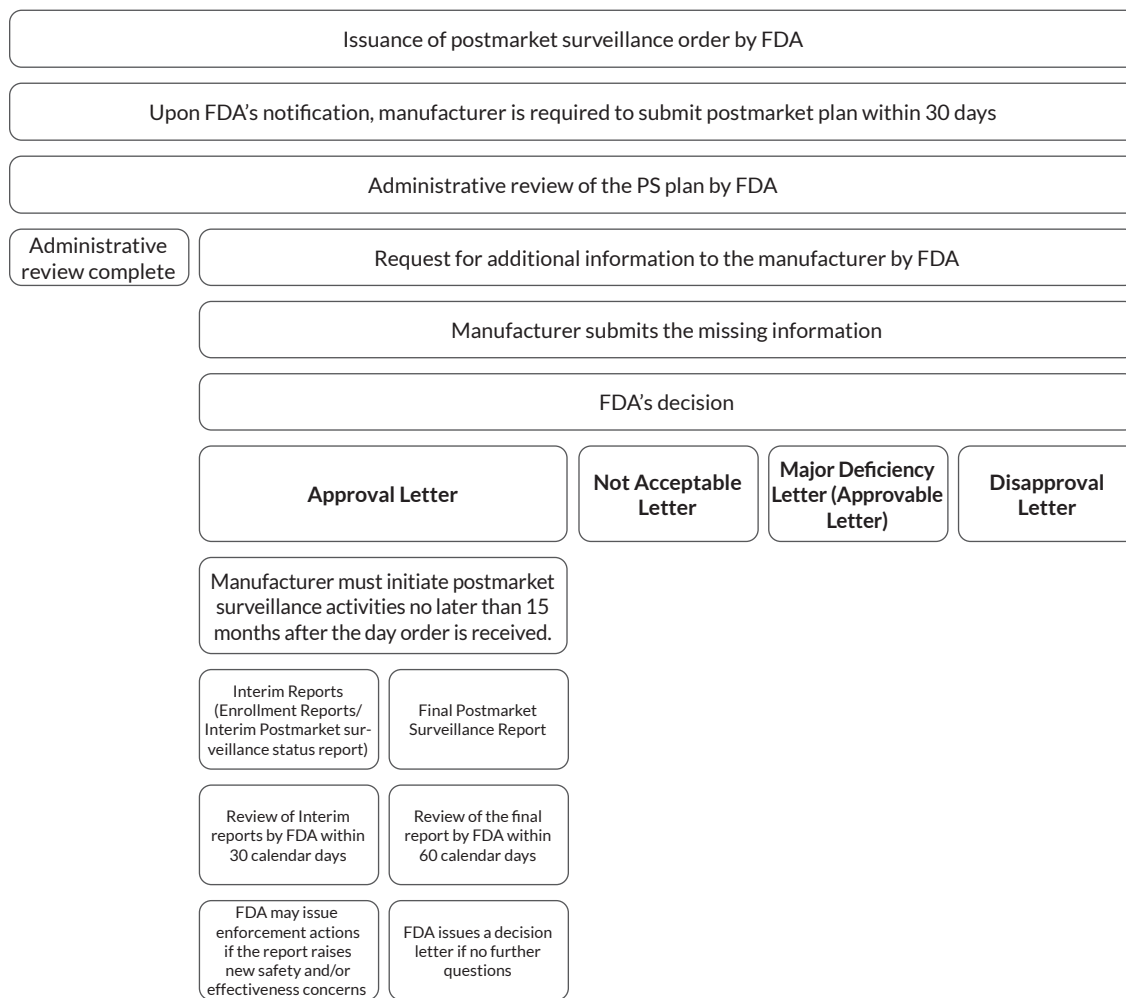 Issuance of postmarket surveillance order by FDA
Upon FDA’s notification, manufacturer is required to submit postmarket plan within 30 days
Administrative review of the PS plan by FDA
Administrative
review complete
Request for additional information to the manufacturer by FDA
Manufacturer submits the missing information
FDA’s decision
Approval Letter
Not Acceptable
Letter
Major Deficiency
Letter (Approvable
Letter)
Disapproval
Letter
Manufacturer must initiate postmarket
surveillance activities no later than 15
months after the day order is received.
Interim Reports
(Enrollment Reports/
Interim Postmarket sur-
veillance status report)
Final Postmarket
Surveillance Report
Review of Interim
reports by FDA within
30 calendar days
Review of the final
report by FDA within
60 calendar days
FDA may issue
enforcement actions
if the report raises
new safety and/or
effectiveness concerns
FDA issues a decision
letter if no further
questions